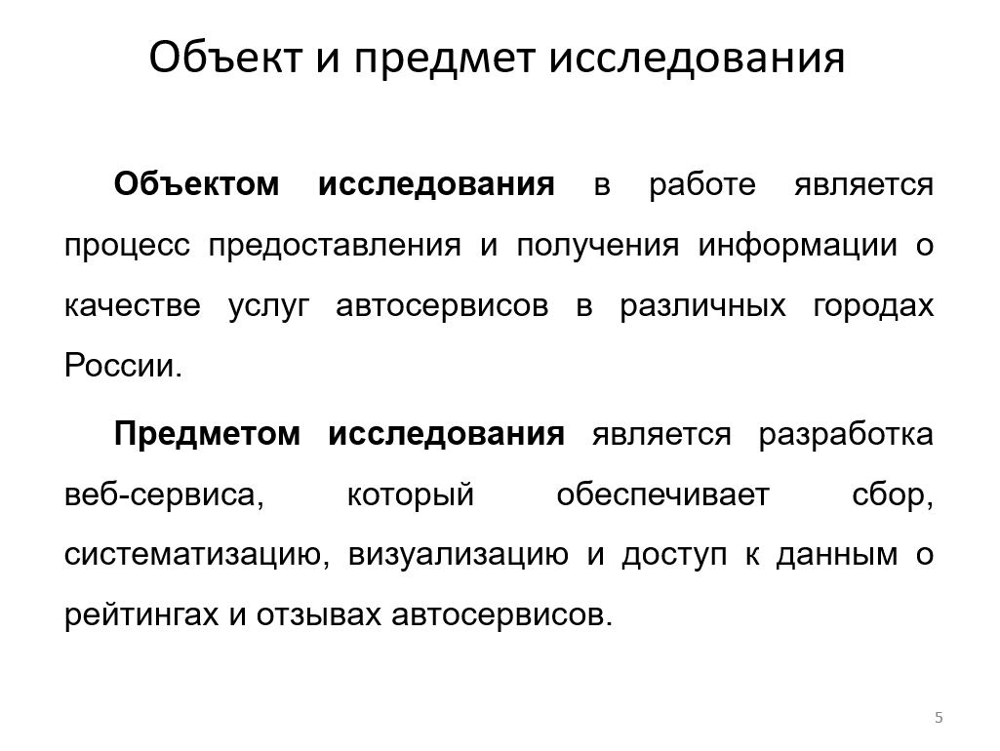 Объект и предмет исследования
Объектом исследования в работе является
процесс предоставления и получения информации о
качестве услуг автосервисов в различных городах
России.
Предметом исследования является разработка
веб-сервиса, который обеспечивает сбор,
систематизацию, визуализацию и доступ к данным о
рейтингах и отзывах автосервисов.
5